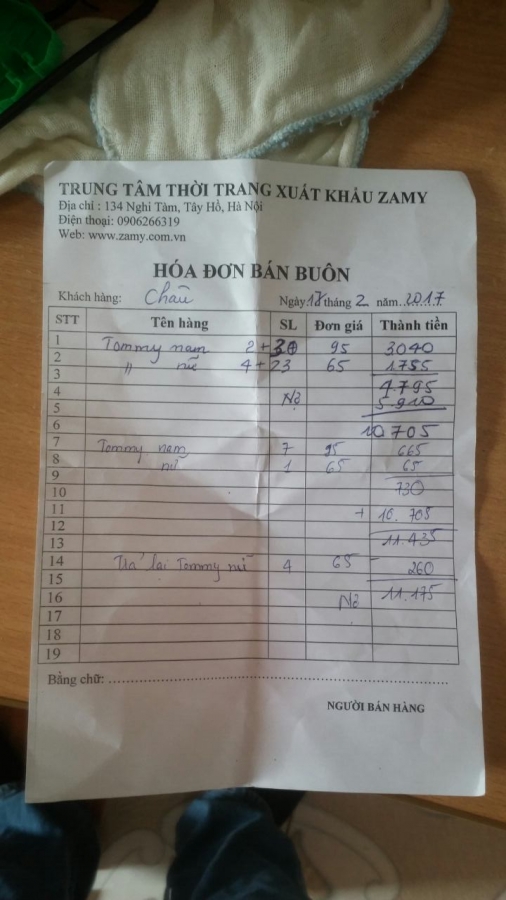 TRUNG TÂM THỜI TRANG XUẤT KHẨU ZAMY
Địa chỉ : 134 Nghi Tàm, Tây Hồ, Hà Nội
Điện thoại: 0906266319
Web: www.zamy.com.vn
HÓA ĐƠN BÁN BUÔN
Khách hàng: Châu Ngày 18 tháng 2 năm 2017
STT Tên hàng SL Đơn giá Thành tiền
1 Tommy nam 2 + 30 95 3040
2 " nữ 4 + 23 65 1755
3
4 4.795
5 Nợ 5.910
6 10705
7 Tommy nam 7 95 665
8 nữ 1 65 65
9
10 730
11 + 10.705
12
13 11.435
14 Trả lại Tommy nữ 4 65 - 260
15
16 Nợ 11.175
17
18
19
Bằng chữ:
NGƯỜI BÁN HÀNG